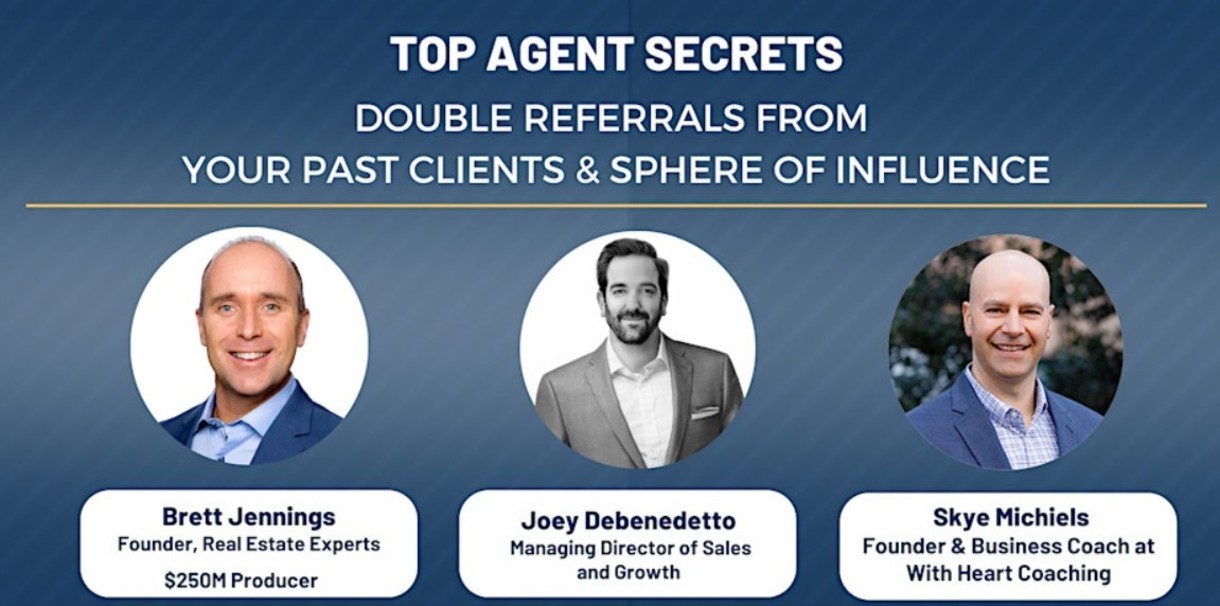 TOP AGENT SECRETS
DOUBLE REFERRALS FROM
YOUR PAST CLIENTS & SPHERE OF INFLUENCE
Brett Jennings
Founder, Real Estate Experts
$250M Producer
Joey Debenedetto
Managing Director of Sales
and Growth
Skye Michiels
Founder & Business Coach at
With Heart Coaching